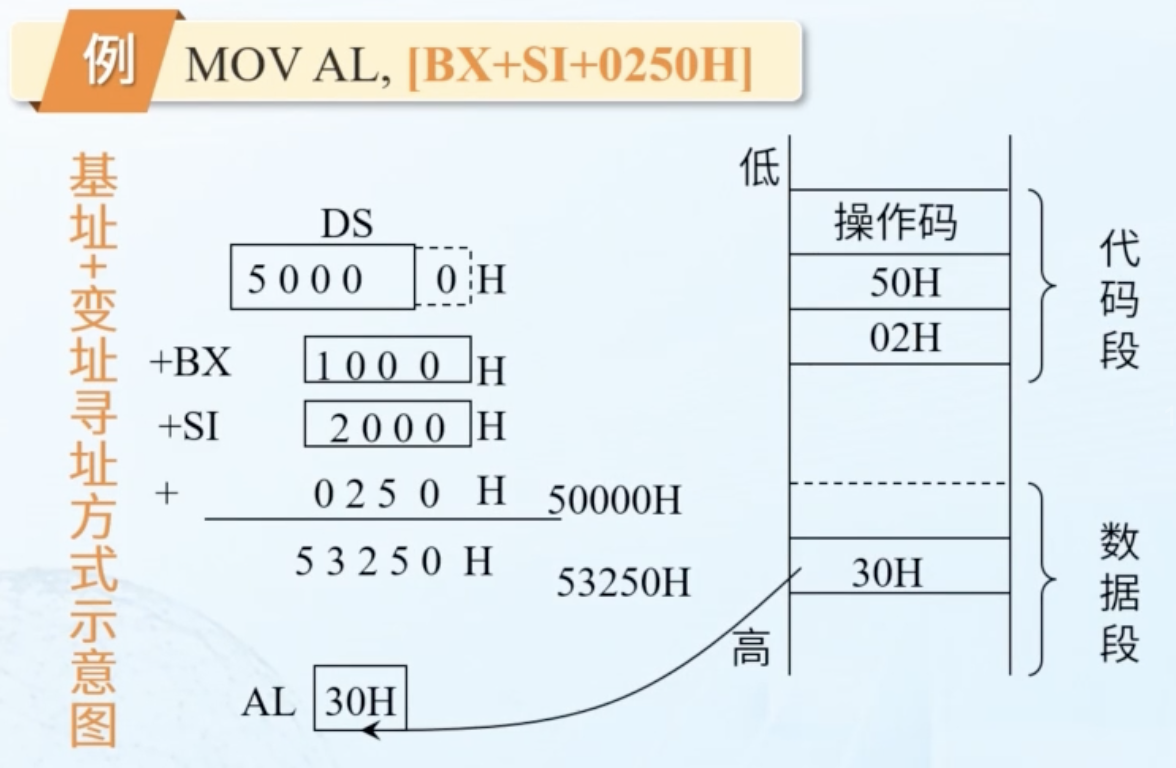 例 MOV AL, [BX+SI+0250H]
基址+变址寻址方式示意图
DS
5000 0 H
+BX 1000 H
+SI 2000 H
+ 0250 H
53250 H
AL 30H
低
操作码
50H
02H
代码段
50000H
53250H
30H
数据段
高